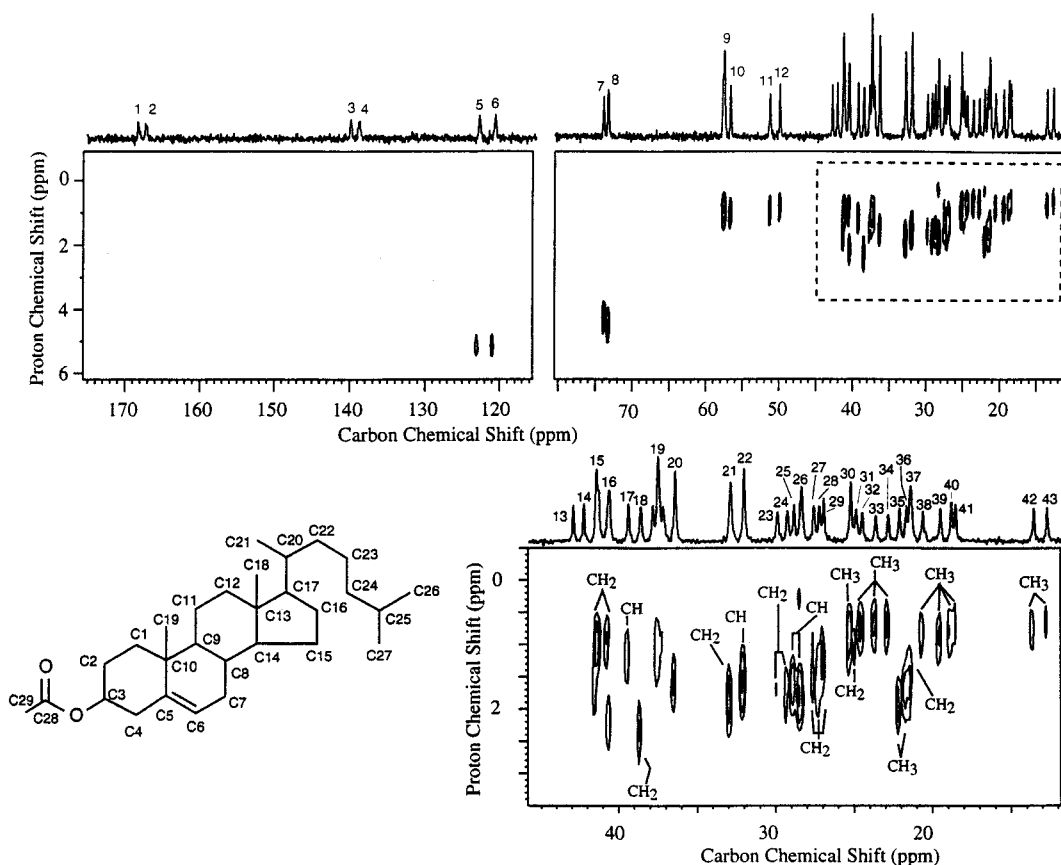 1 2 3 4 5 6
7 8 9 10 11 12
Proton Chemical Shift (ppm)
0
2
4
6
170 160 150 140 130 120
70 60 50 40 30 20
Carbon Chemical Shift (ppm)
13 14 15 16 17 18 19 20 21 22 23 24 25 26 27 28 29 30 31 32 33 34 35 36 37 38 39 40 41 42 43
Proton Chemical Shift (ppm)
0
2
CH2 CH CH2 CH2 CH CH CH3 CH3 CH3 CH3
CH2 CH2 CH2 CH3 CH2
40 30 20
Carbon Chemical Shift (ppm)
C21 C20 C22
C23
C18 C24 C26
C12 C17
C11 C16 C25
C13
C19 C27
C1 C9 C14 C15
C2 C10 C8
O
C3 C7
C29 C5
C28 O C6
C4